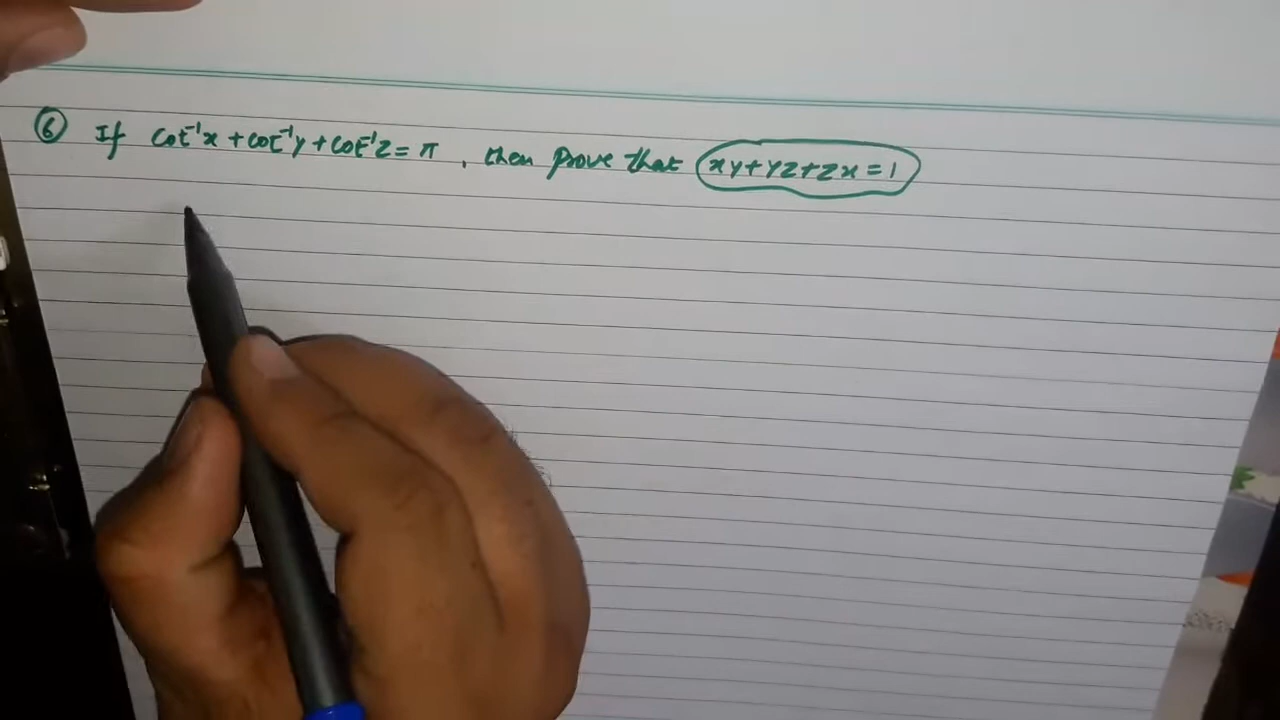 ⑥ If cot⁻¹x + cot⁻¹y + cot⁻¹z = π , then prove that xy+yz+zx=1